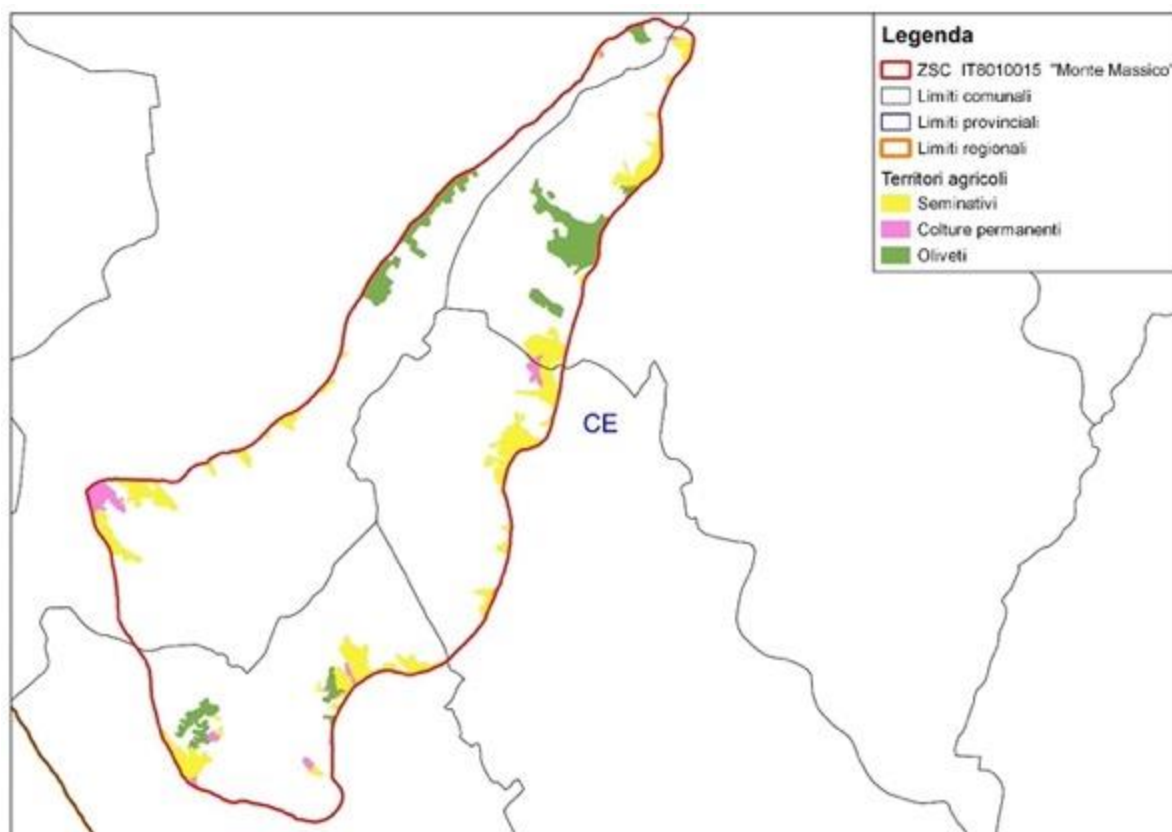 Legenda
ZSC IT8010015 "Monte Massico"
Limiti comunali
Limiti provinciali
Limiti regionali
Territori agricoli
Seminativi
Colture permanenti
Oliveti
CE